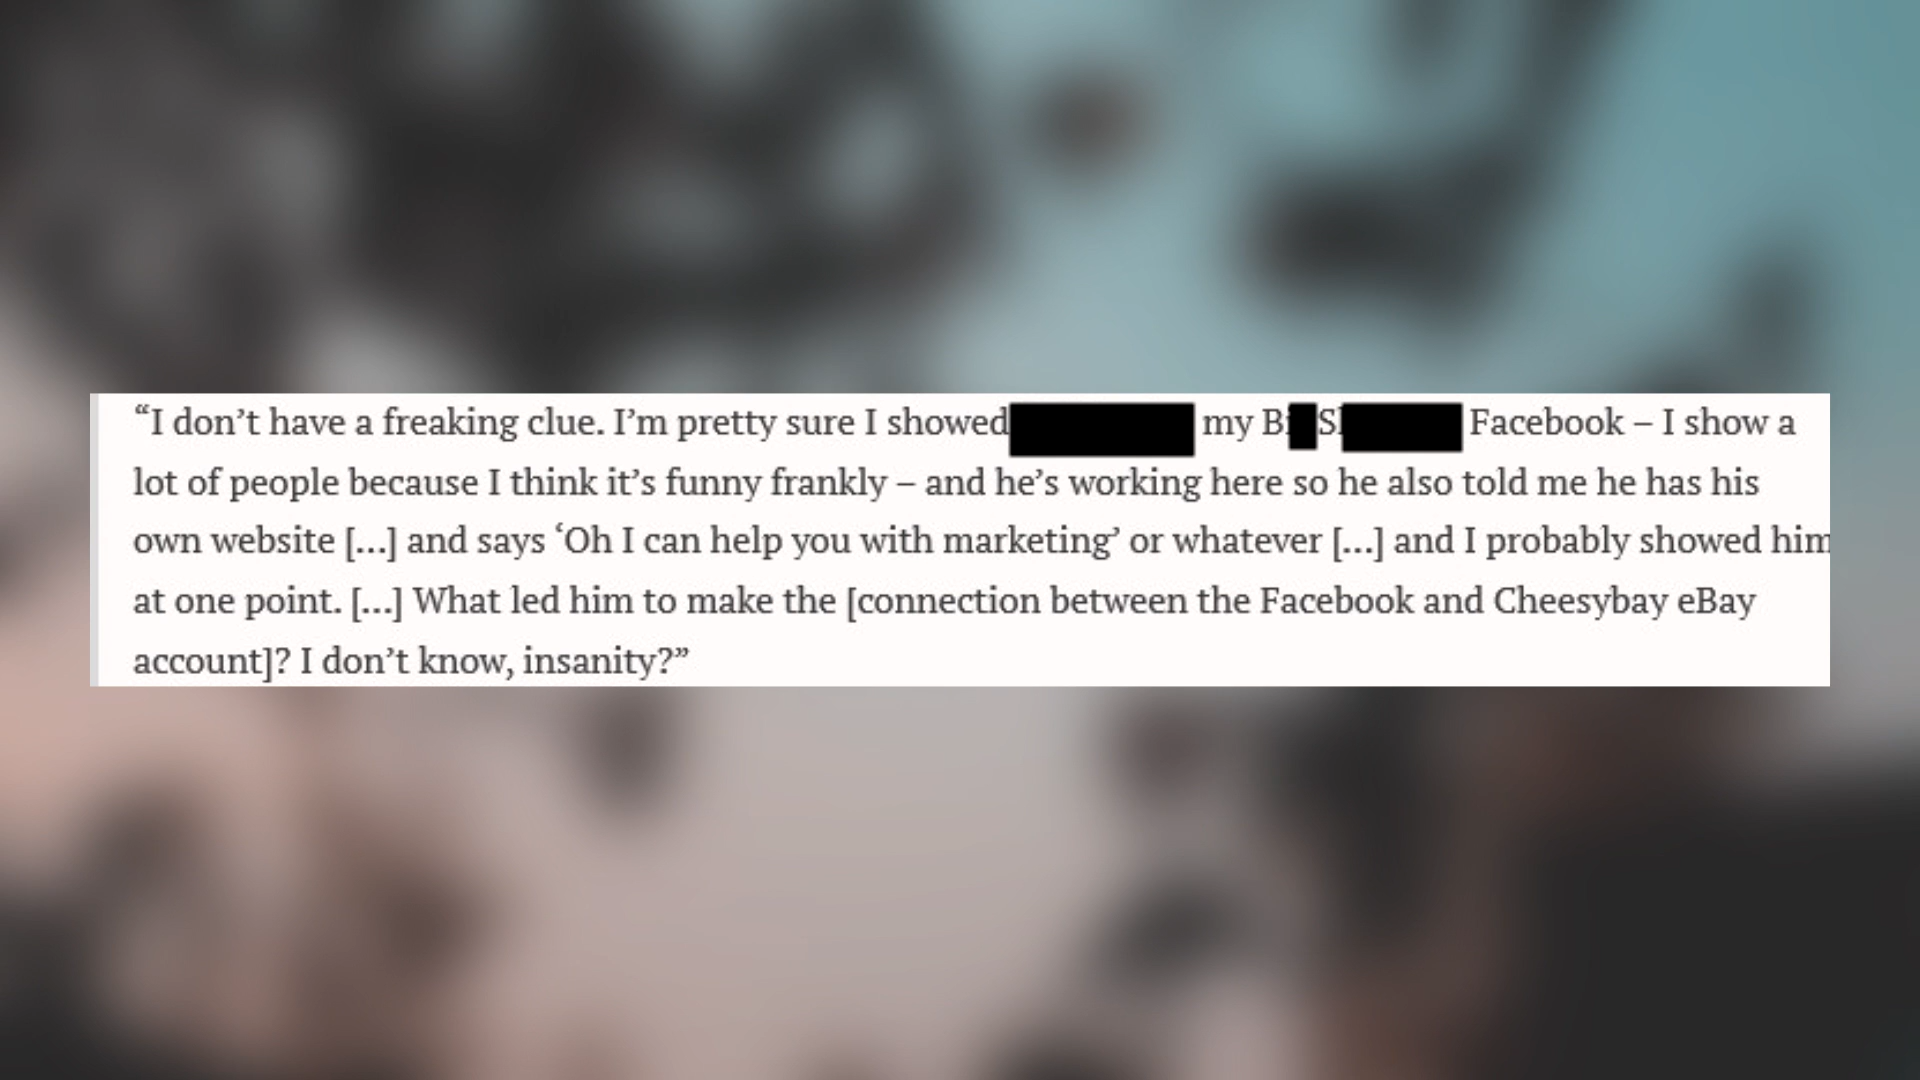 “I don’t have a freaking clue. I’m pretty sure I showed my Facebook – I show a
lot of people because I think it’s funny frankly – and he’s working here so he also told me he has his
own website [...] and says ‘Oh I can help you with marketing’ or whatever [...] and I probably showed him
at one point. [...] What led him to make the [connection between the Facebook and Cheesybay eBay
account]? I don’t know, insanity?”